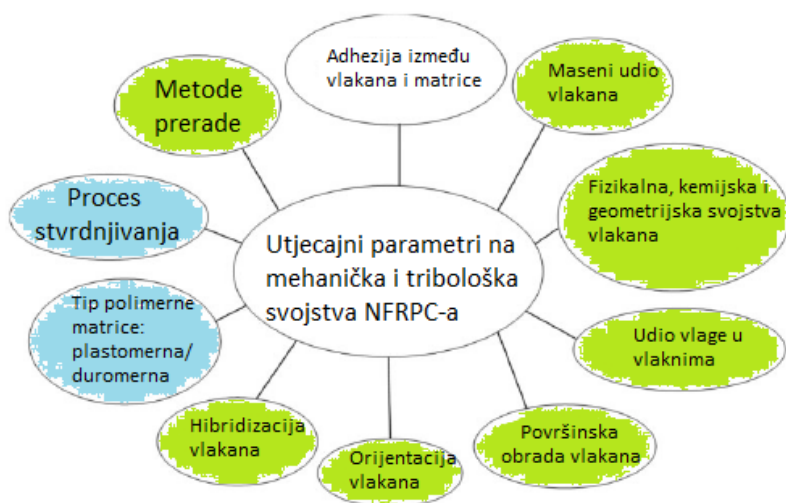 Adhezija između
vlakana i matrice
Maseni udio
vlakana
Metode
prerade
Fizikalna, kemijska i
geometrijska svojstva
vlakana
Proces
stvrdnjivanja
Utjecajni parametri na
mehanička i tribološka
svojstva NFRPC-a
Tip polimerne
matrice:
plastomerna/
duromerna
Udio vlage u
vlaknima
Hibridizacija
vlakana
Orijentacija
vlakana
Površinska
obrada vlakana